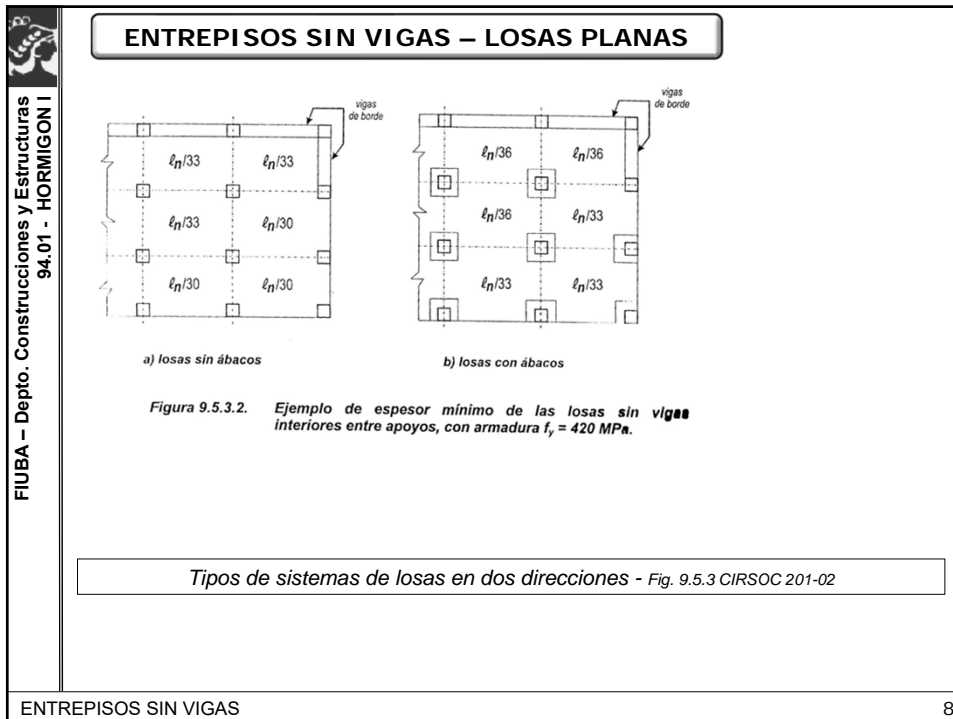 ENTREPISOS SIN VIGAS – LOSAS PLANAS
FIUBA – Depto. Construcciones y Estructuras
94.01 - HORMIGON I
vigas
de borde
ℓn/33 ℓn/33
ℓn/33 ℓn/30
ℓn/30 ℓn/30
a) losas sin ábacos
vigas
de borde
ℓn/36 ℓn/36
ℓn/36 ℓn/33
ℓn/33 ℓn/33
b) losas con ábacos
Figura 9.5.3.2. Ejemplo de espesor mínimo de las losas sin vigas
interiores entre apoyos, con armadura fy = 420 MPa.
Tipos de sistemas de losas en dos direcciones - Fig. 9.5.3 CIRSOC 201-02
ENTREPISOS SIN VIGAS 8